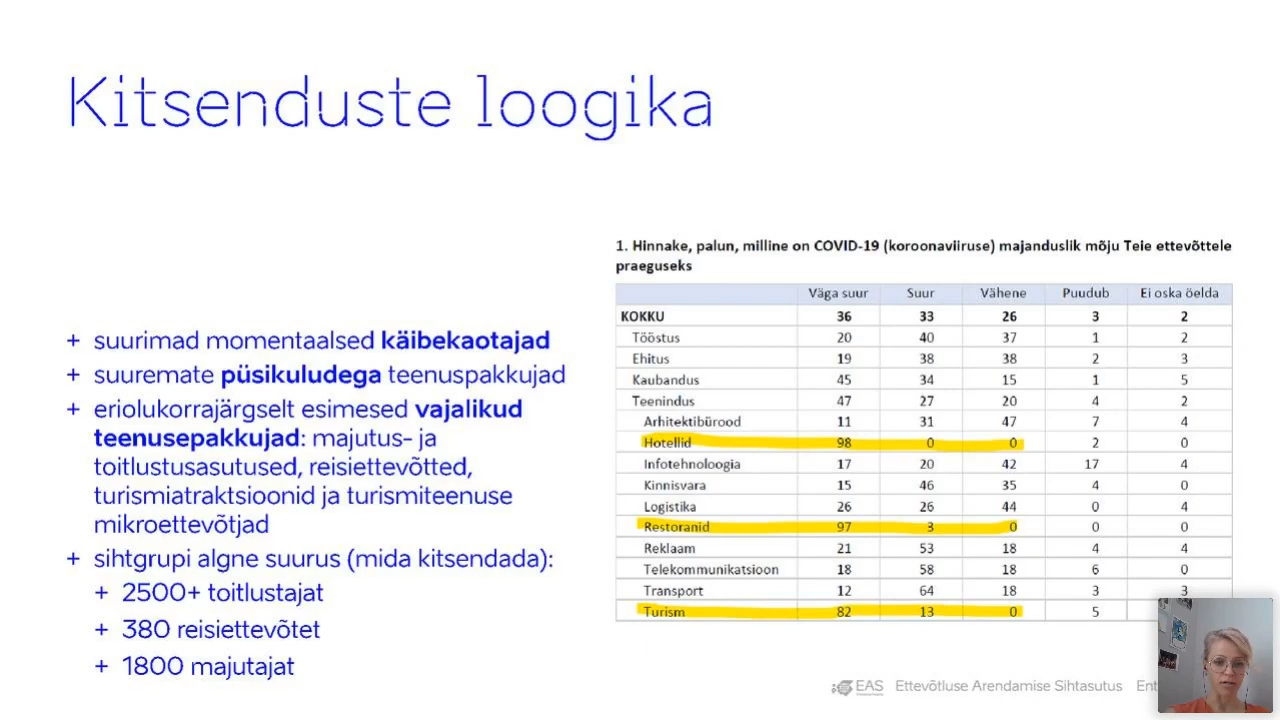 Kitsenduste loogika
+ suurimad momentaalsed käibekaotajad
+ suuremate püsikuludega teenuspakkujad
+ eriolukorrajärgselt esimesed vajalikud
teenusepakkujad: majutus- ja
toitlustusasutused, reisiettevõtted,
turismiatraktsioonid ja turismiteenuse
mikroettevõtjad
+ sihtgrupi algne suurus (mida kitsendada):
+ 2500+ toitlustajat
+ 380 reisiettevõtet
+ 1800 majutajat
1. Hinnake, palun, milline on COVID-19 (koroonaviiruse) majanduslik mõju Teie ettevõttele
praeguseks
Väga suur Suur Vähene Puudub Ei oska öelda
KOKKU 36 33 26 3 2
Tööstus 20 40 37 1 2
Ehitus 19 38 38 2 3
Kaubandus 45 34 15 1 5
Teenindus 47 27 20 4 2
Arhitektibürood 11 31 47 7 4
Hotellid 98 0 0 2 0
Infotehnoloogia 17 20 42 17 4
Kinnisvara 15 46 35 4 0
Logistika 26 26 44 0 4
Restoranid 97 3 0 0 0
Reklaam 21 53 18 4 4
Telekommunikatsioon 18 58 18 6 0
Transport 12 64 18 3 3
Turism 82 13 0 5
EAS Ettevõtluse Arendamise Sihtasutus Ent